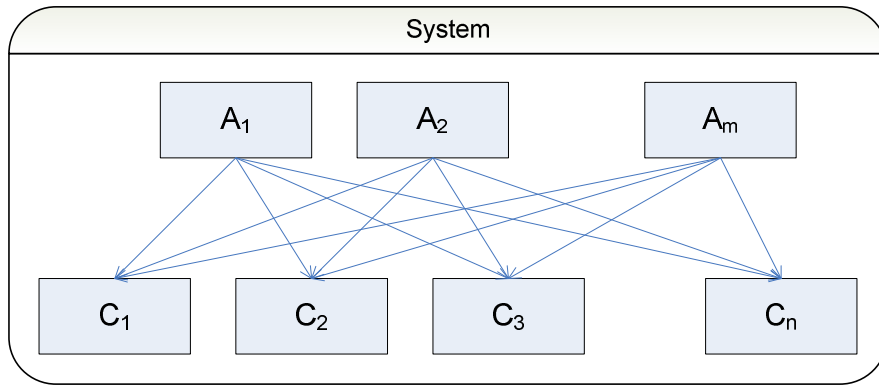 System
A₁ A₂ Aₘ
C₁ C₂ C₃ Cₙ